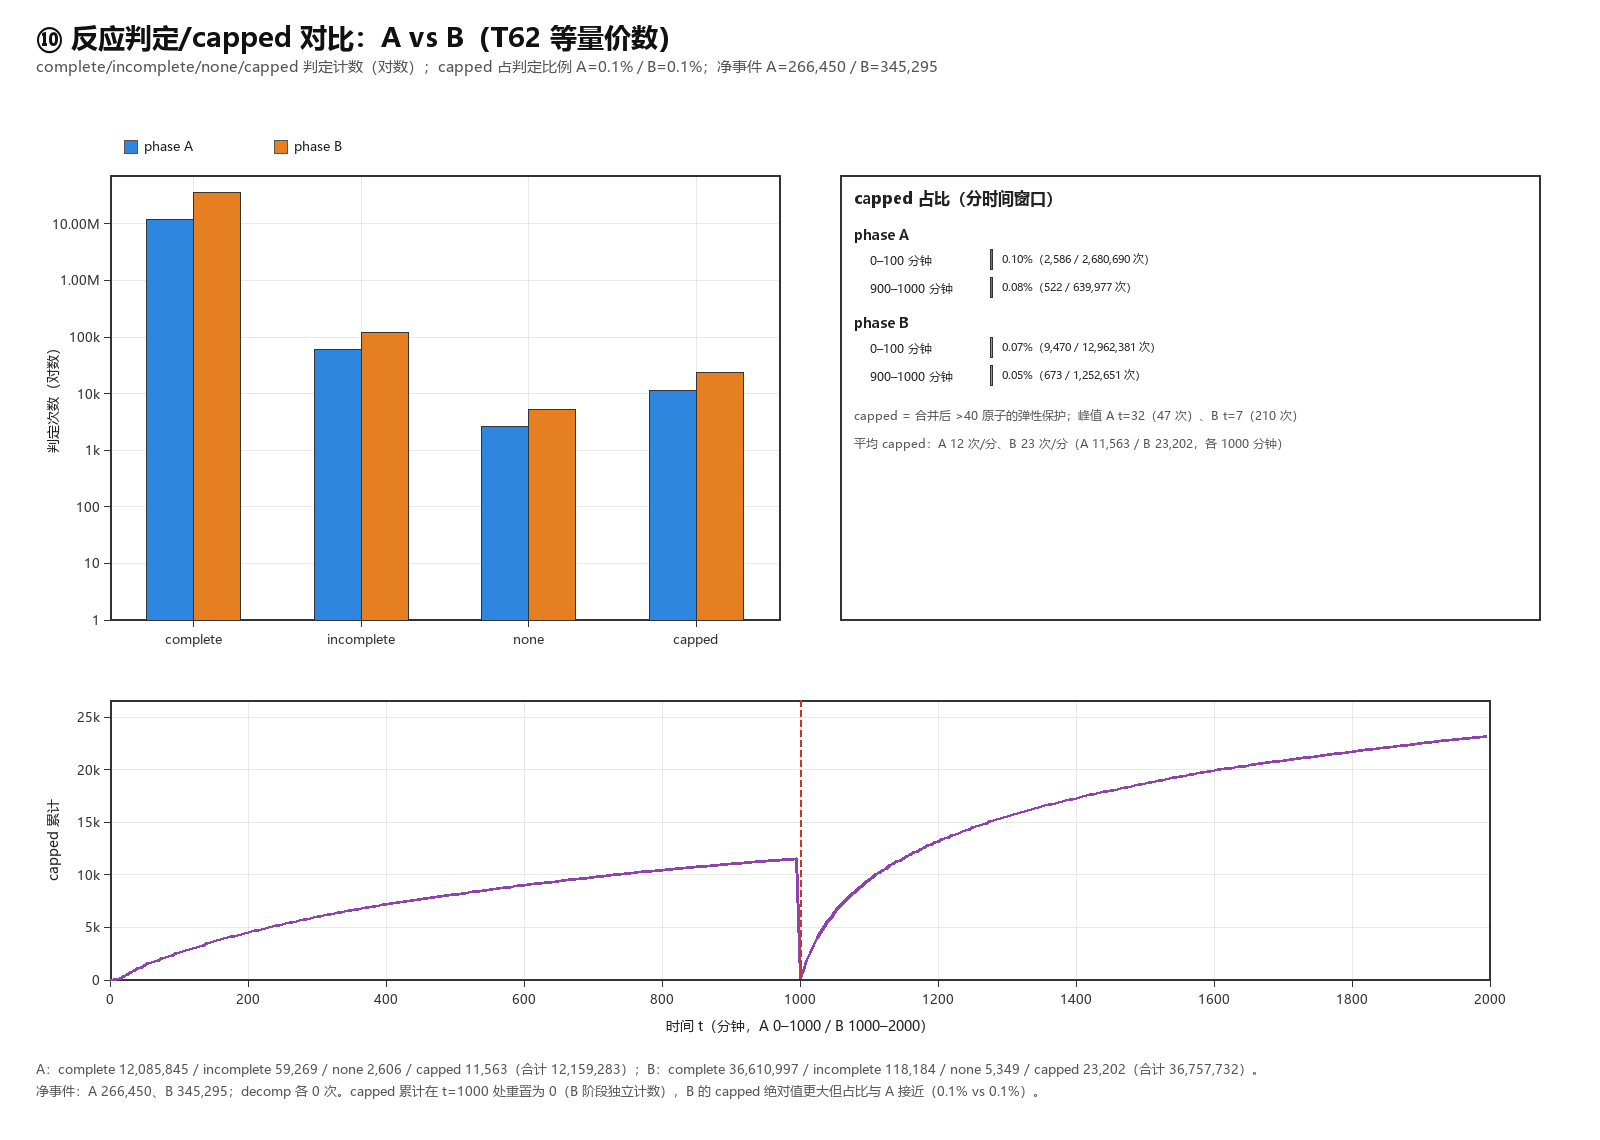 ⑩ 反应判定/capped 对比：A vs B（T62 等量价数）
complete/incomplete/none/capped 判定计数（对数）；capped 占判定比例 A=0.1% / B=0.1%；净事件 A=266,450 / B=345,295
phase A
phase B
10.00M
1.00M
100k
10k
1k
100
10
1
判定次数（对数）
complete
incomplete
none
capped
capped 占比（分时间窗口）
phase A
0–100 分钟
0.10%（2,586 / 2,680,690 次）
900–1000 分钟
0.08%（522 / 639,977 次）
phase B
0–100 分钟
0.07%（9,470 / 12,962,381 次）
900–1000 分钟
0.05%（673 / 1,252,651 次）
capped = 合并后 >40 原子的弹性保护；峰值 A t=32（47 次）、B t=7（210 次）
平均 capped：A 12 次/分、B 23 次/分（A 11,563 / B 23,202，各 1000 分钟）
25k
20k
15k
10k
5k
0
capped 累计
0
200
400
600
800
1000
1200
1400
1600
1800
2000
时间 t（分钟，A 0–1000 / B 1000–2000）
A：complete 12,085,845 / incomplete 59,269 / none 2,606 / capped 11,563（合计 12,159,283）；B：complete 36,610,997 / incomplete 118,184 / none 5,349 / capped 23,202（合计 36,757,732）。
净事件：A 266,450、B 345,295；decomp 各 0 次。capped 累计在 t=1000 处重置为 0（B 阶段独立计数），B 的 capped 绝对值更大但占比与 A 接近（0.1% vs 0.1%）。